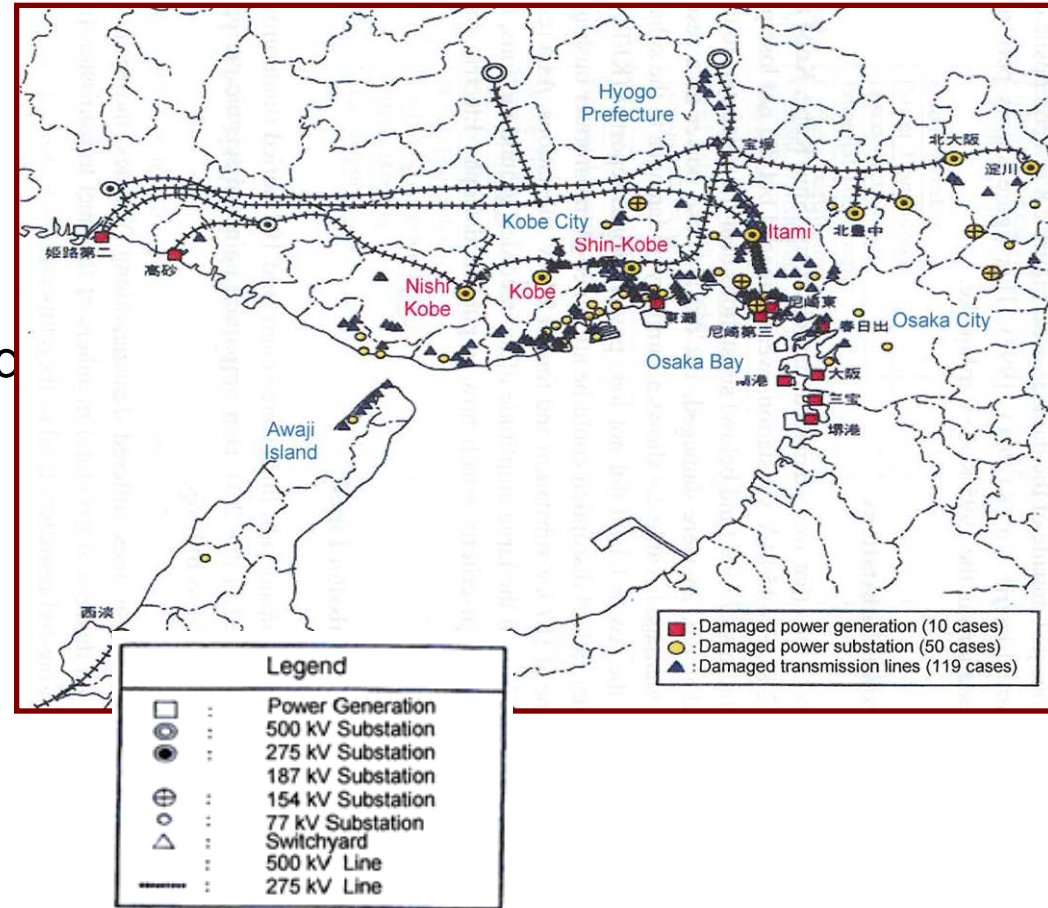 Hyogo
Prefecture
宝塚
北大阪
淀川
Kobe City
Itami
北豊中
姫路第二
高砂
Shin-Kobe
Nishi
Kobe
Kobe
東灘
尼崎東
尼崎第三
春日出
Osaka City
Osaka Bay
南港
大阪
三宝
堺港
Awaji
Island
西淡
: Damaged power generation (10 cases)
: Damaged power substation (50 cases)
: Damaged transmission lines (119 cases)
Legend
: Power Generation
: 500 kV Substation
: 275 kV Substation
187 kV Substation
: 154 kV Substation
: 77 kV Substation
: Switchyard
: 500 kV Line
: 275 kV Line